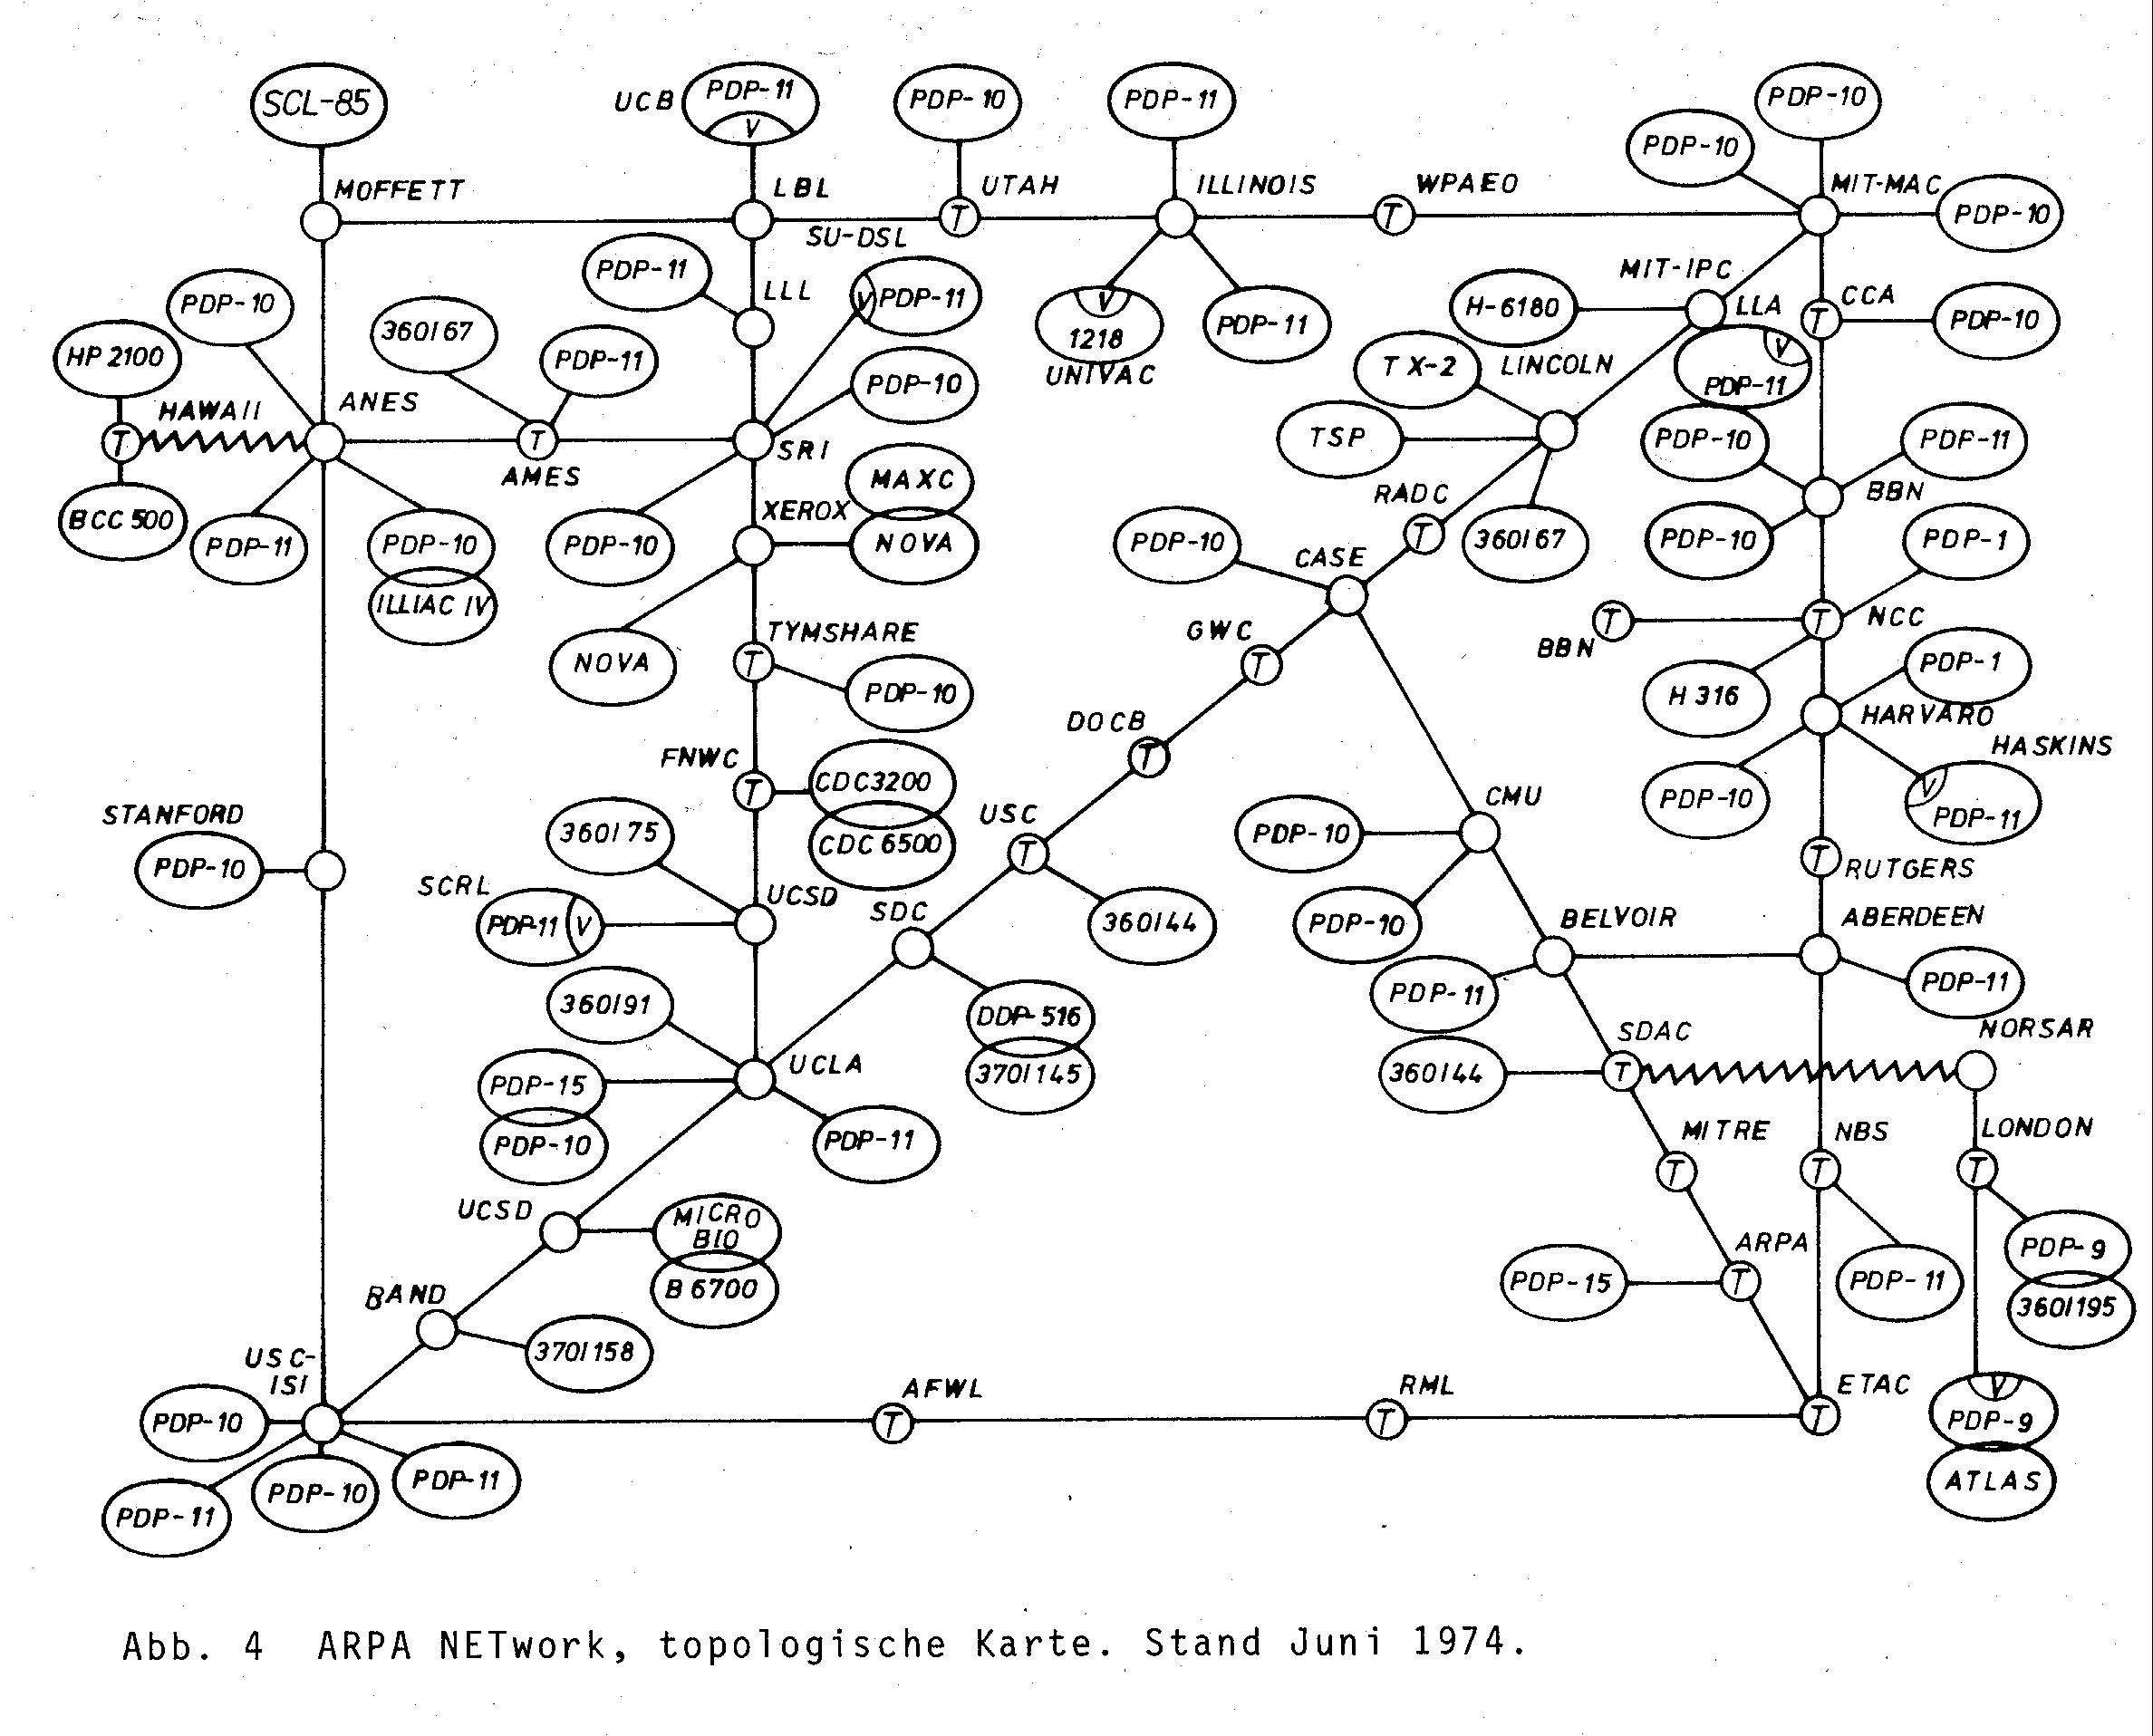 SCL-85
UCB
PDP-11
V
PDP-10
PDP-11
PDP-10
PDP-10
MOFFETT
LBL
UTAH
T
ILLINOIS
WPAEO
T
MIT-MAC
PDP-10
SU-DSL
PDP-11
LLL
V PDP-11
V
1218
UNIVAC
PDP-11
MIT-IPC
H-6180
LLA
V
PDP-11
CCA
T
PDP-10
PDP-10
HP 2100
HAWAII
T
BCC 500
ANES
360/67
PDP-11
T
AMES
PDP-10
SRI
PDP-11
PDP-10
ILLIAC IV
PDP-10
TX-2
LINCOLN
TSP
360/67
PDP-10
PDP-11
BBN
PDP-10
XEROX
MAXC
NOVA
NOVA
RADC
T
PDP-10
CASE
PDP-1
BBN
T
T
NCC
H 316
TYMSHARE
T
PDP-10
GWC
T
PDP-1
HARVARO
HASKINS
PDP-10
V
PDP-11
DOCB
T
FNWC
T
CDC3200
CDC 6500
USC
T
360/44
CMU
PDP-10
PDP-10
STANFORD
PDP-10
360/75
SCRL
PDP-11 V
UCSD
SDC
DDP-516
370/145
T
RUTGERS
BELVOIR
PDP-11
ABERDEEN
PDP-11
360/91
PDP-15
PDP-10
UCLA
PDP-11
SDAC
360/44
T
NORSAR
MITRE
T
NBS
T
LONDON
T
UCSD
MICRO
BIO
B 6700
ARPA
PDP-15
T
PDP-11
PDP-9
360/195
BAND
370/158
USC-
ISI
PDP-10
PDP-11
PDP-10
PDP-11
AFWL
T
RML
T
ETAC
T
V
PDP-9
ATLAS
Abb. 4 ARPA NETwork, topologische Karte. Stand Juni 1974.